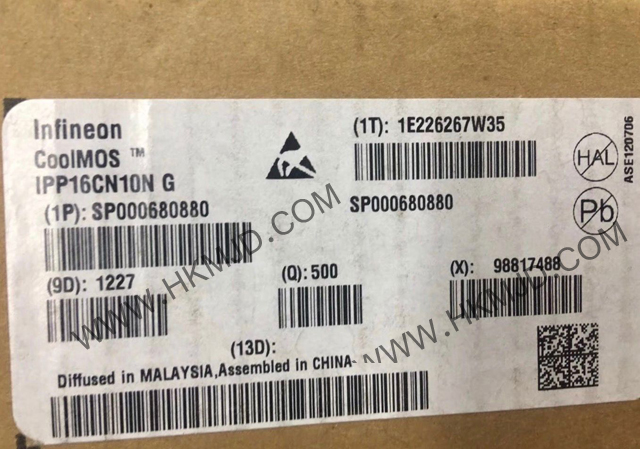 Infineon
CoolMOS ™
IPP16CN10N G
(1P): SP000680880
(1T): 1E226267W35
SP000680880
HAL
Pb
ASE120706
(9D): 1227
(Q): 500
(X): 98817488
(13D):
Diffused in MALAYSIA,Assembled in CHINA-
WWW.HKMJD.COM
WWW.HKMJD.COM